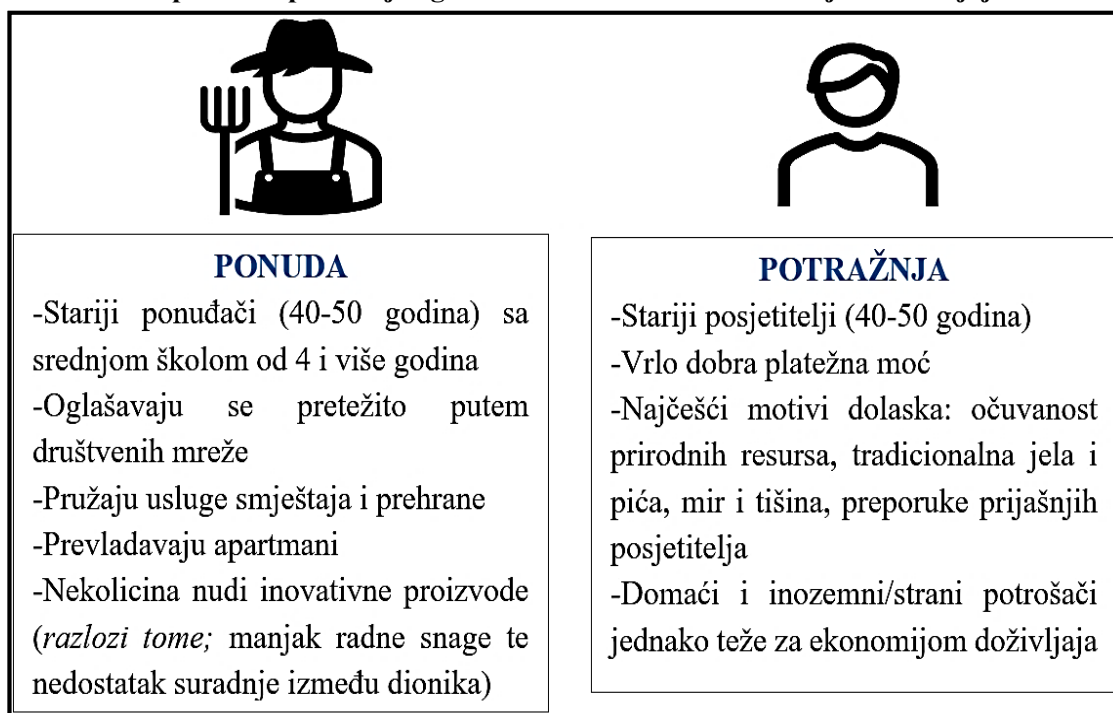 PONUDA
-Stariji ponuđači (40-50 godina) sa
srednjom školom od 4 i više godina
-Oglašavaju se pretežito putem
društvenih mreže
-Pružaju usluge smještaja i prehrane
-Prevladavaju apartmani
-Nekolicina nudi inovativne proizvode
(razlozi tome; manjak radne snage te
nedostatak suradnje između dionika)
POTRAŽNJA
-Stariji posjetitelji (40-50 godina)
-Vrlo dobra platežna moć
-Najčešći motivi dolaska: očuvanost
prirodnih resursa, tradicionalna jela i
pića, mir i tišina, preporuke prijašnjih
posjetitelja
-Domaći i inozemni/strani potrošači
jednako teže za ekonomijom doživljaja